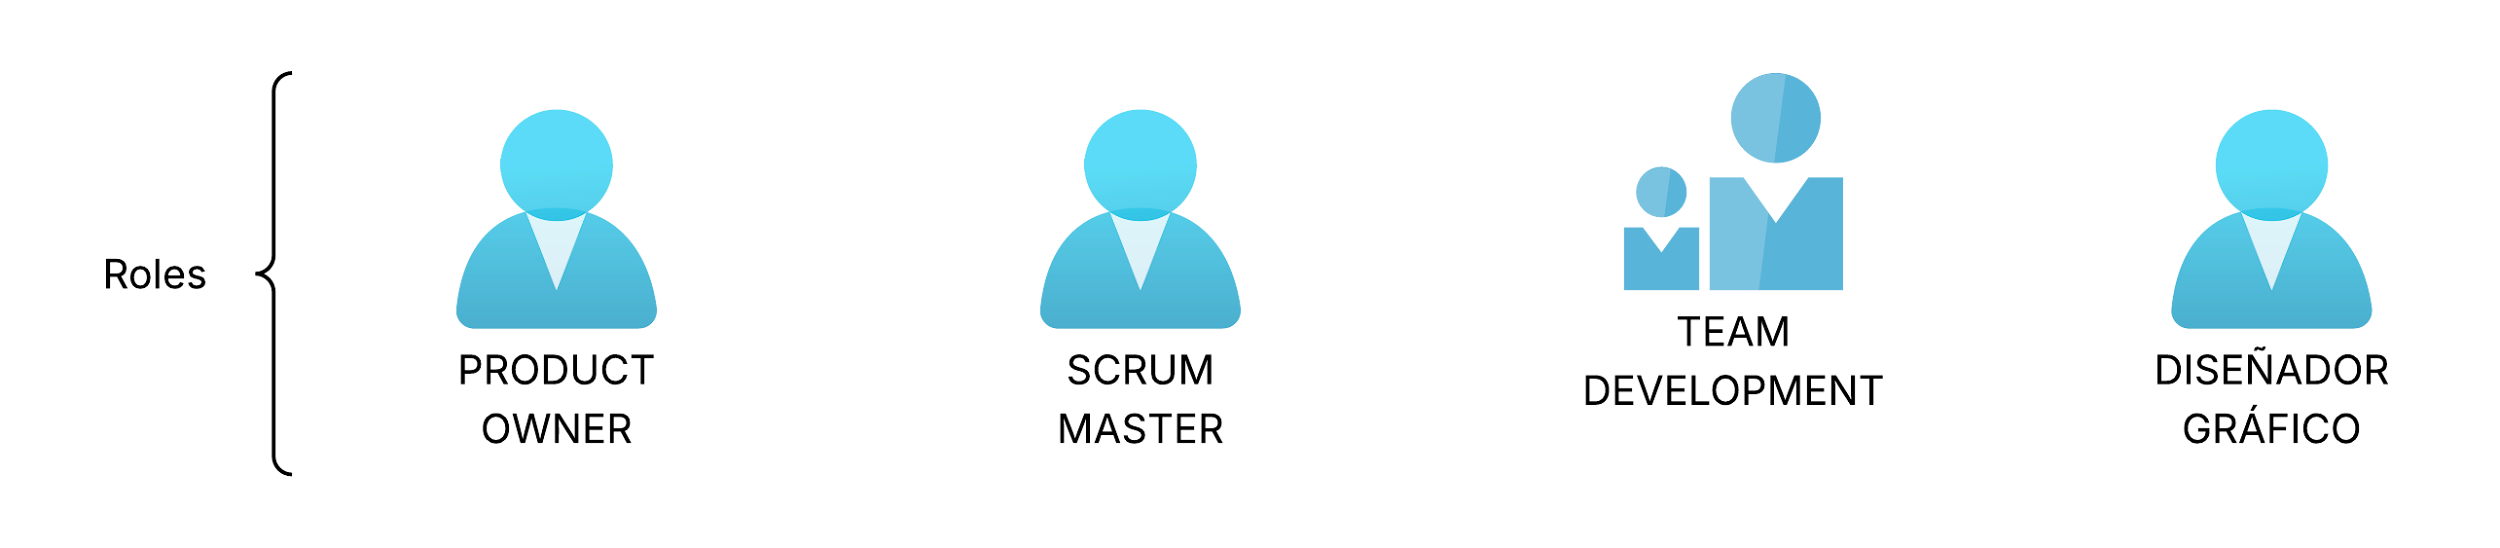 Roles
PRODUCT
OWNER
SCRUM
MASTER
TEAM
DEVELOPMENT
DISEÑADOR
GRÁFICO